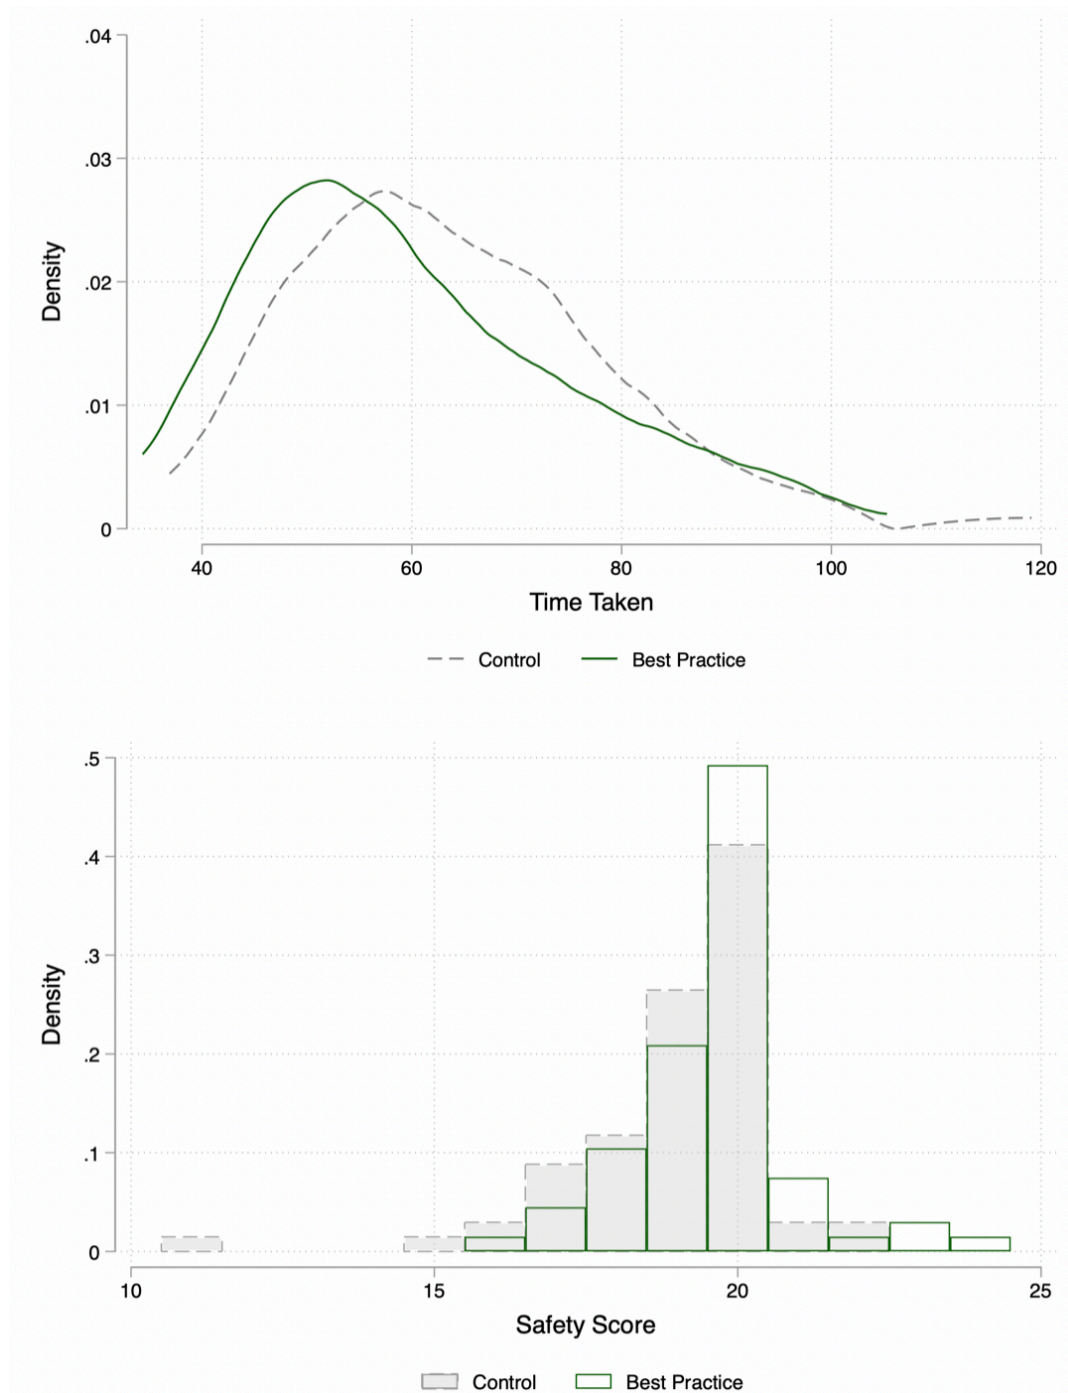 .04
.03
.02
.01
0
Density
40 60 80 100 120
Time Taken
Control Best Practice
.5
.4
.3
.2
.1
0
Density
10 15 20 25
Safety Score
Control Best Practice